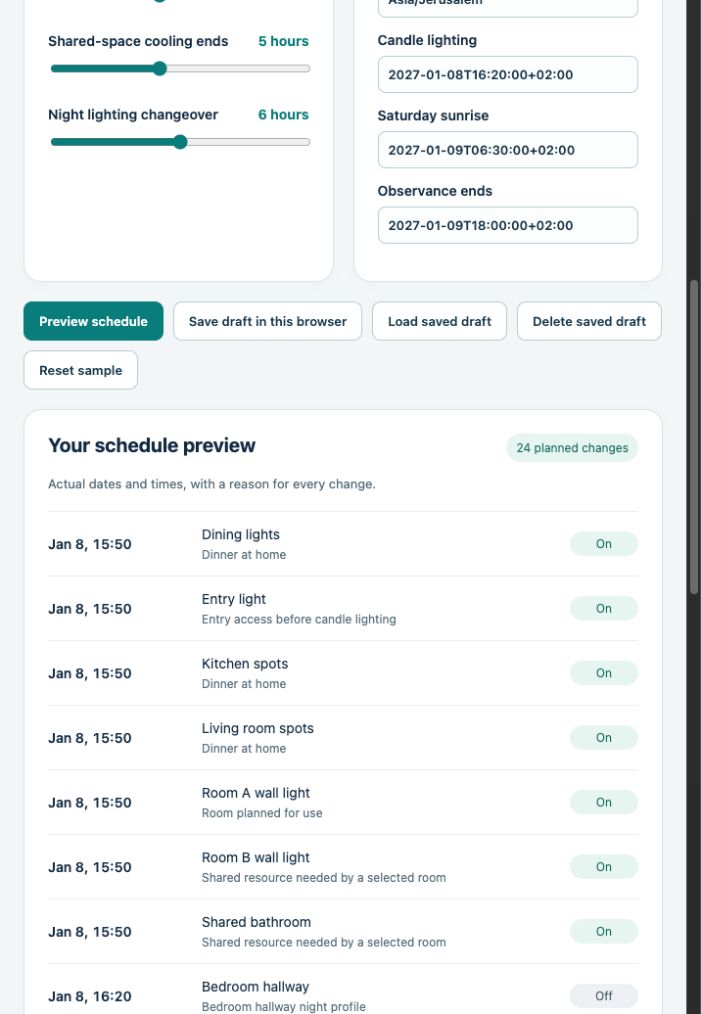 Asia/Jerusalem
Shared-space cooling ends 5 hours
Night lighting changeover 6 hours
Candle lighting
2027-01-08T16:20:00+02:00
Saturday sunrise
2027-01-09T06:30:00+02:00
Observance ends
2027-01-09T18:00:00+02:00
Preview schedule
Save draft in this browser
Load saved draft
Delete saved draft
Reset sample
Your schedule preview
24 planned changes
Actual dates and times, with a reason for every change.
Jan 8, 15:50
Dining lights
Dinner at home
On
Jan 8, 15:50
Entry light
Entry access before candle lighting
On
Jan 8, 15:50
Kitchen spots
Dinner at home
On
Jan 8, 15:50
Living room spots
Dinner at home
On
Jan 8, 15:50
Room A wall light
Room planned for use
On
Jan 8, 15:50
Room B wall light
Shared resource needed by a selected room
On
Jan 8, 15:50
Shared bathroom
Shared resource needed by a selected room
On
Jan 8, 16:20
Bedroom hallway
Bedroom hallway night profile
Off